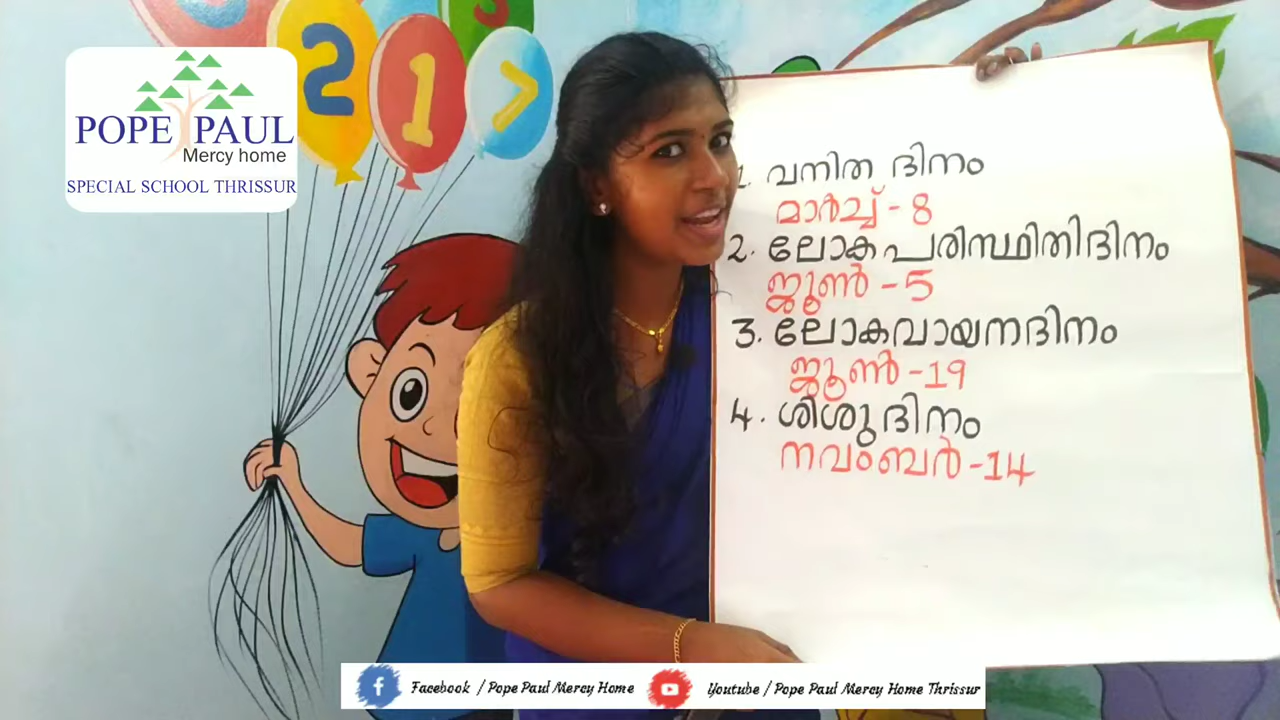 2 1 >
POPE PAUL
Mercy home
SPECIAL SCHOOL THRISSUR
1. വനിത ദിനം
മാർച്ച് - 8
2. ലോകപരിസ്ഥിതിദിനം
ജൂൺ - 5
3. ലോകവായനദിനം
ജൂൺ - 19
4. ശിശുദിനം
നവംബർ - 14
Facebook / Pope Paul Mercy Home
Youtube / Pope Paul Mercy Home Thrissur